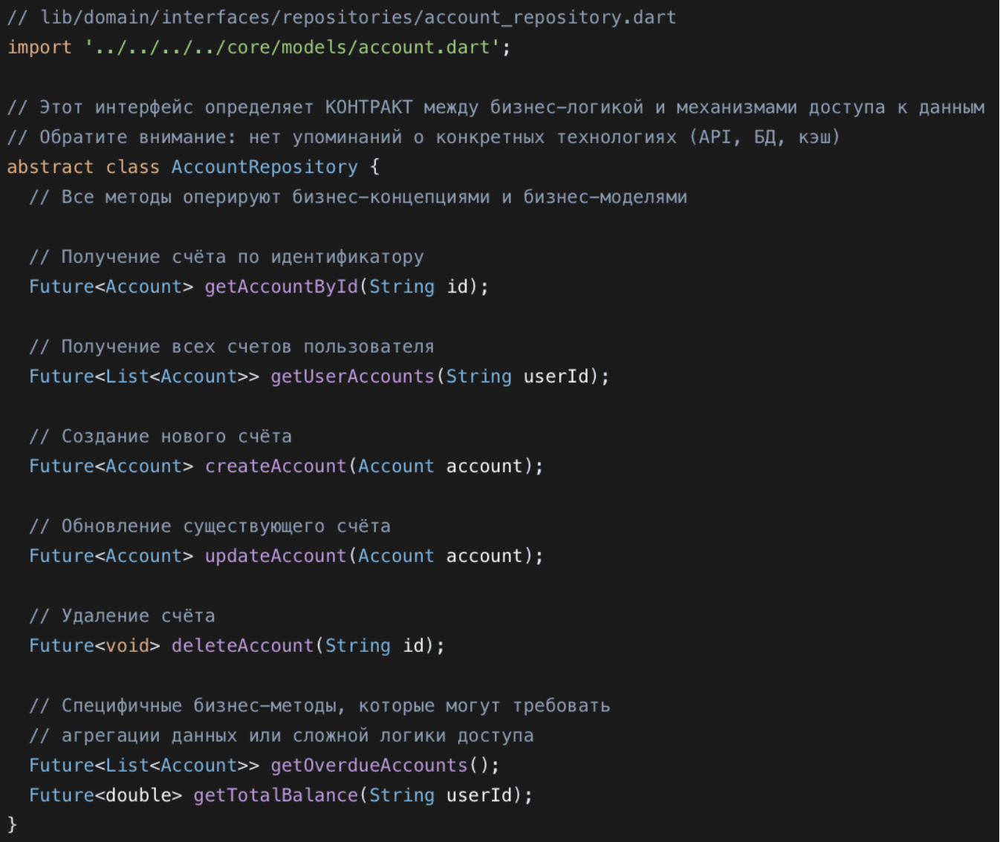 // lib/domain/interfaces/repositories/account_repository.dart
import '../../../../core/models/account.dart';
// Этот интерфейс определяет КОНТРАКТ между бизнес-логикой и механизмами доступа к данным
// Обратите внимание: нет упоминаний о конкретных технологиях (API, БД, кэш)
abstract class AccountRepository {
// Все методы оперируют бизнес-концепциями и бизнес-моделями
// Получение счёта по идентификатору
Future<Account> getAccountById(String id);
// Получение всех счетов пользователя
Future<List<Account>> getUserAccounts(String userId);
// Создание нового счёта
Future<Account> createAccount(Account account);
// Обновление существующего счёта
Future<Account> updateAccount(Account account);
// Удаление счёта
Future<void> deleteAccount(String id);
// Специфичные бизнес-методы, которые могут требовать
// агрегации данных или сложной логики доступа
Future<List<Account>> getOverdueAccounts();
Future<double> getTotalBalance(String userId);
}